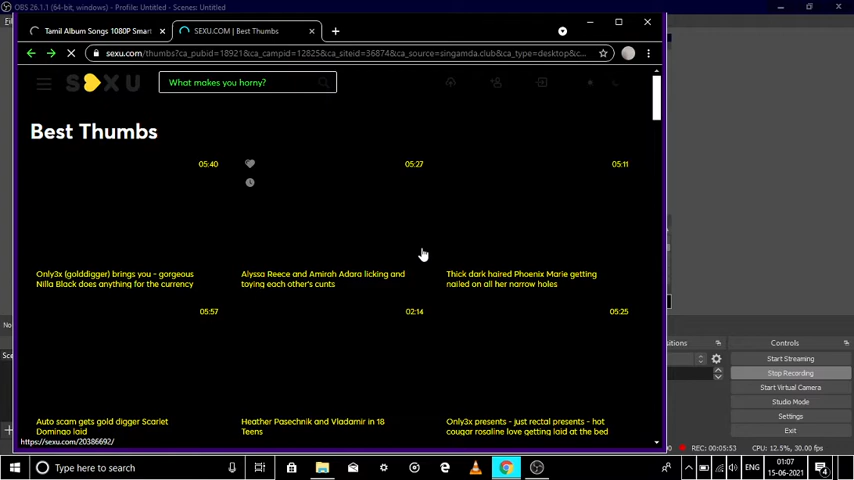 OBS 26.1.1 (64-bit, windows) - Profile: Untitled - Scenes: Untitled
Tamil Album Songs 1080P Smart
SEXU.COM | Best Thumbs
sexu.com/thumbs?ca_pubid=18921&ca_campid=12825&ca_siteid=36874&ca_source=singamda.club&ca_type=desktop&c...
SEXU
What makes you horny?
Best Thumbs
05:40
05:27
05:11
Only3x (golddigger) brings you - gorgeous
Nilla Black does anything for the currency
Alyssa Reece and Amirah Adara licking and
toying each other's cunts
Thick dark haired Phoenix Marie getting
nailed on all her narrow holes
05:57
02:14
05:25
Auto scam gets gold digger Scarlet
Domingo laid
Heather Pasechnik and Vladamir in 18
Teens
Only3x presents - just rectal presents - hot
cougar rosaline love getting laid at the bed
https://sexu.com/20386692/
Controls
Start Streaming
Stop Recording
Start Virtual Camera
Studio Mode
Settings
Exit
REC: 00:05:53
CPU: 12.5%, 30.00 fps
Type here to search
ENG
01:07
15-06-2021
4